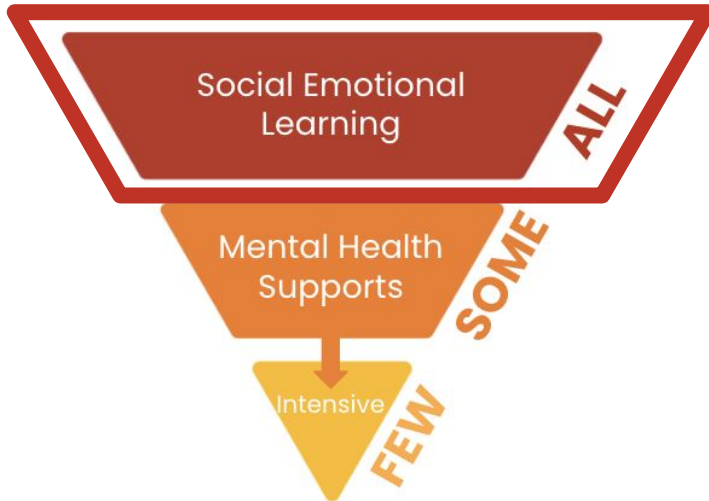 Social Emotional
Learning
ALL
Mental Health
Supports
SOME
Intensive
FEW